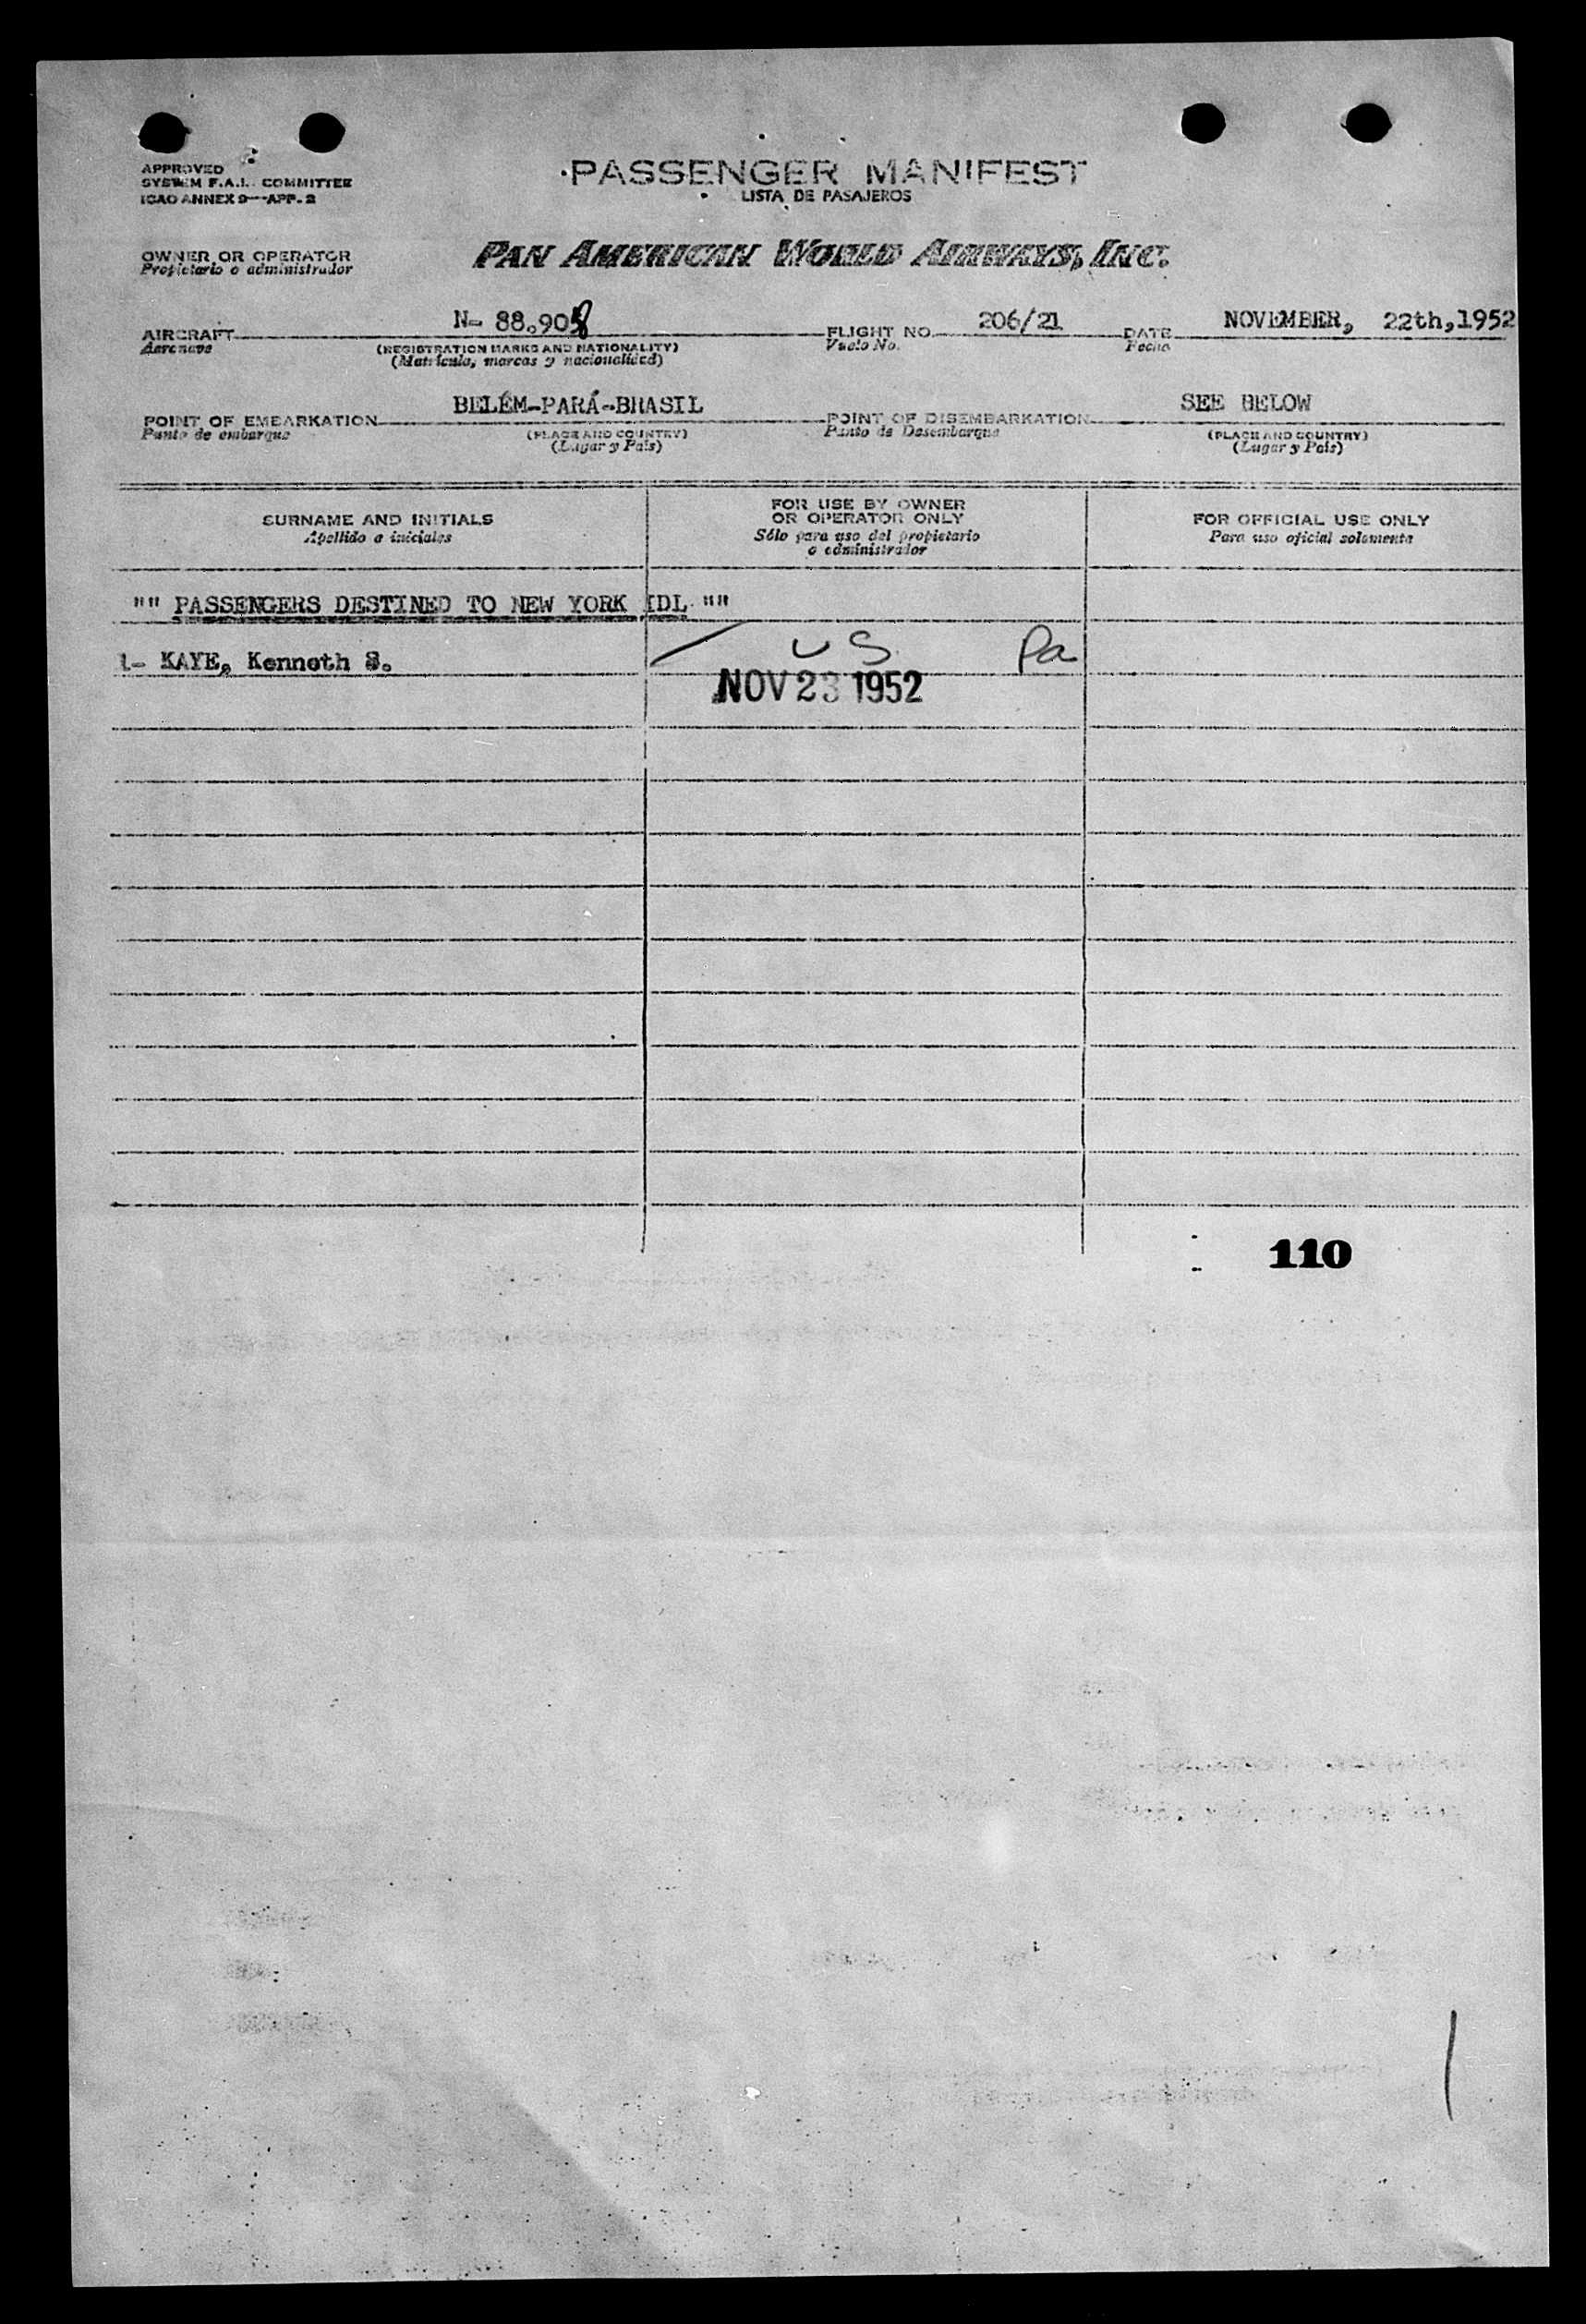 APPROVED
SYSTEM F.A.L. COMMITTEE
ICAO ANNEX 9—APP. 2
PASSENGER MANIFEST
LISTA DE PASAJEROS
OWNER OR OPERATOR
Propietario o administrador
PAN AMERICAN WORLD AIRWAYS, INC.
AIRCRAFT N- 88.908 FLIGHT NO. 206/21 DATE NOVEMBER, 22th,1952
Aeronave (REGISTRATION MARKS AND NATIONALITY) Vuelo No. Fecha
(Matrícula, marcas y nacionalidad)
POINT OF EMBARKATION BELÉM-PARÁ-BRASIL POINT OF DISEMBARKATION SEE BELOW
Punto de embarque (PLACE AND COUNTRY) Punto de Desembarque (PLACE AND COUNTRY)
(Lugar y País) (Lugar y País)
SURNAME AND INITIALS
Apellido e iniciales
FOR USE BY OWNER
OR OPERATOR ONLY
Sólo para uso del propietario
o administrador
FOR OFFICIAL USE ONLY
Para uso oficial solamente
"" PASSENGERS DESTINED TO NEW YORK IDL ""
1- KAYE, Kenneth S. US Pa
NOV 23 1952
110